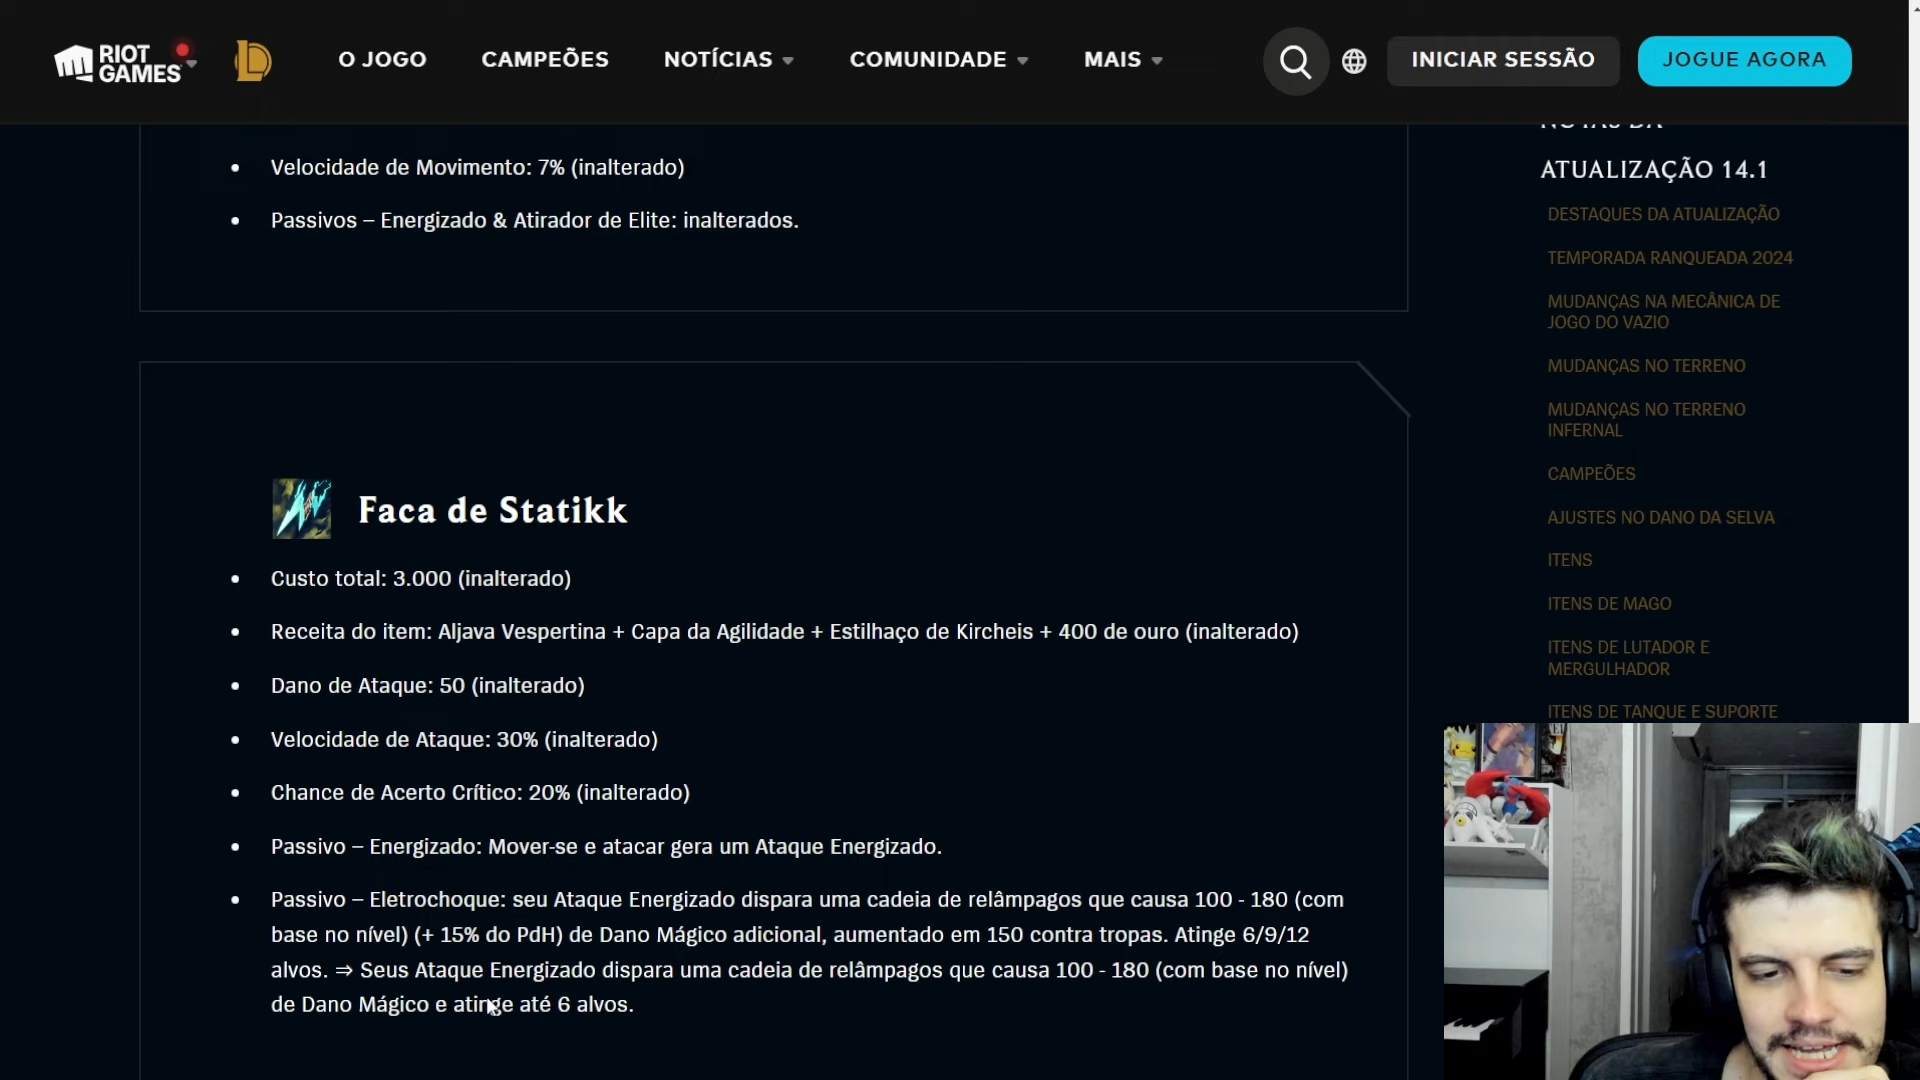 RIOT GAMES
O JOGO
CAMPEÕES
NOTÍCIAS
COMUNIDADE
MAIS
INICIAR SESSÃO
JOGUE AGORA
Velocidade de Movimento: 7% (inalterado)
Passivos – Energizado & Atirador de Elite: inalterados.
Faca de Statikk
Custo total: 3.000 (inalterado)
Receita do item: Aljava Vespertina + Capa da Agilidade + Estilhaço de Kircheis + 400 de ouro (inalterado)
Dano de Ataque: 50 (inalterado)
Velocidade de Ataque: 30% (inalterado)
Chance de Acerto Crítico: 20% (inalterado)
Passivo – Energizado: Mover-se e atacar gera um Ataque Energizado.
Passivo – Eletrochoque: seu Ataque Energizado dispara uma cadeia de relâmpagos que causa 100 - 180 (com
base no nível) (+ 15% do PdH) de Dano Mágico adicional, aumentado em 150 contra tropas. Atinge 6/9/12
alvos. ⇒ Seus Ataque Energizado dispara uma cadeia de relâmpagos que causa 100 - 180 (com base no nível)
de Dano Mágico e atinge até 6 alvos.
NOTAS DA
ATUALIZAÇÃO 14.1
DESTAQUES DA ATUALIZAÇÃO
TEMPORADA RANQUEADA 2024
MUDANÇAS NA MECÂNICA DE
JOGO DO VAZIO
MUDANÇAS NO TERRENO
MUDANÇAS NO TERRENO
INFERNAL
CAMPEÕES
AJUSTES NO DANO DA SELVA
ITENS
ITENS DE MAGO
ITENS DE LUTADOR E
MERGULHADOR
ITENS DE TANQUE E SUPORTE